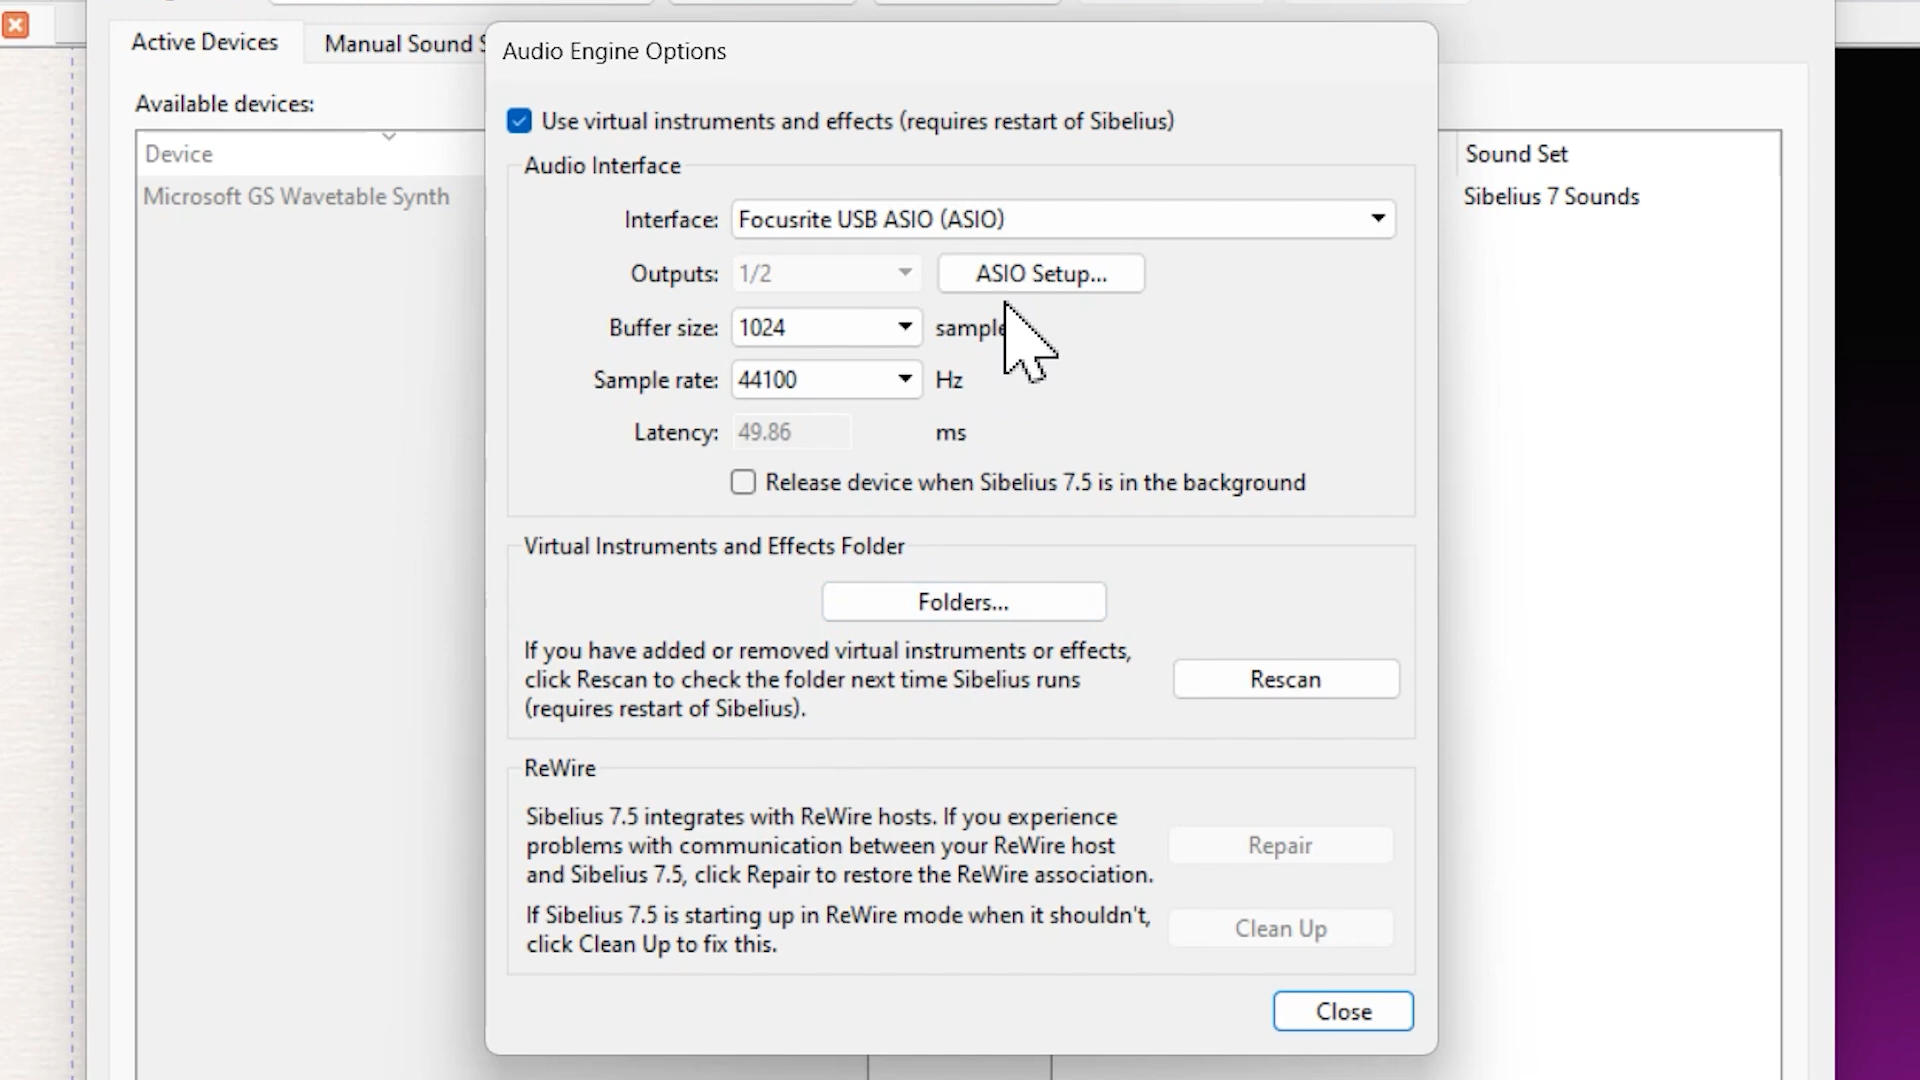 Active Devices
Manual Sound
Available devices:
Device
Microsoft GS Wavetable Synth
Audio Engine Options
Use virtual instruments and effects (requires restart of Sibelius)
Audio Interface
Interface: Focusrite USB ASIO (ASIO)
Outputs: 1/2 ASIO Setup...
Buffer size: 1024
Sample rate: 44100 Hz
Latency: 49.86 ms
Release device when Sibelius 7.5 is in the background
Virtual Instruments and Effects Folder
Folders...
If you have added or removed virtual instruments or effects,
click Rescan to check the folder next time Sibelius runs
(requires restart of Sibelius).
Rescan
ReWire
Sibelius 7.5 integrates with ReWire hosts. If you experience
problems with communication between your ReWire host
and Sibelius 7.5, click Repair to restore the ReWire association.
Repair
If Sibelius 7.5 is starting up in ReWire mode when it shouldn't,
click Clean Up to fix this.
Clean Up
Close
Sound Set
Sibelius 7 Sounds